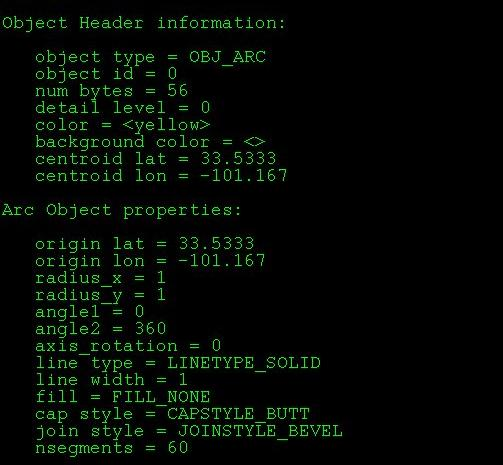 Object Header information:
object type = OBJ_ARC
object id = 0
num bytes = 56
detail level = 0
color = <yellow>
background color = <>
centroid lat = 33.5333
centroid lon = -101.167
Arc Object properties:
origin lat = 33.5333
origin lon = -101.167
radius_x = 1
radius_y = 1
angle1 = 0
angle2 = 360
axis_rotation = 0
line type = LINETYPE_SOLID
line width = 1
fill = FILL_NONE
cap style = CAPSTYLE_BUTT
join style = JOINSTYLE_BEVEL
nsegments = 60